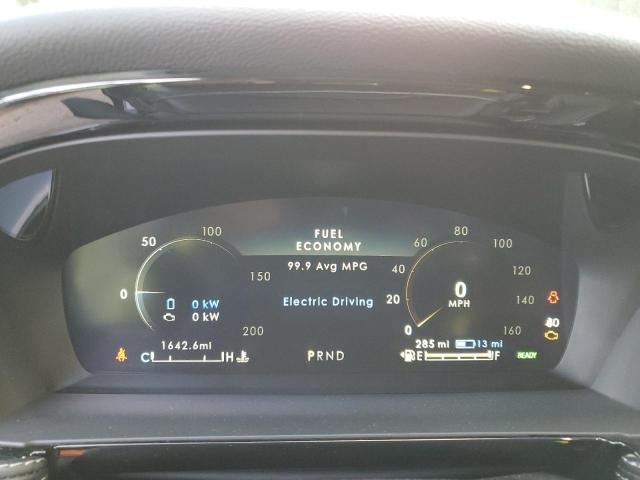 FUEL
ECONOMY
99.9 Avg MPG
Electric Driving
0 50 100 150 200
0 kW
0 kW
0 20 40 60 80 100 120 140 160
0
MPH
C H
1642.6mi
PRND
285 mi 13 mi
E F
READY